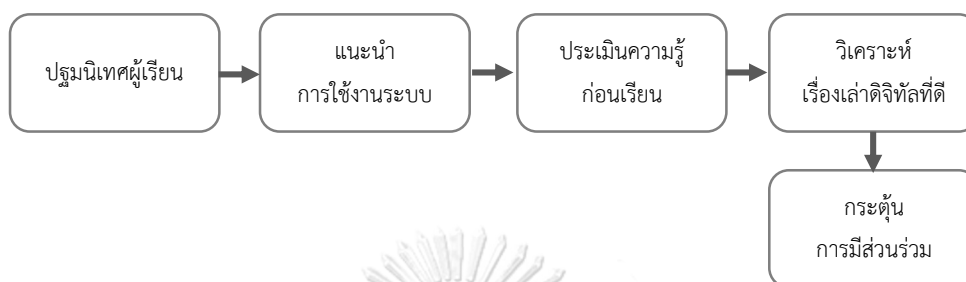 ปฐมนิเทศผู้เรียน
แนะนำ
การใช้งานระบบ
ประเมินความรู้
ก่อนเรียน
วิเคราะห์
เรื่องเล่าดิจิทัลที่ดี
กระตุ้น
การมีส่วนร่วม